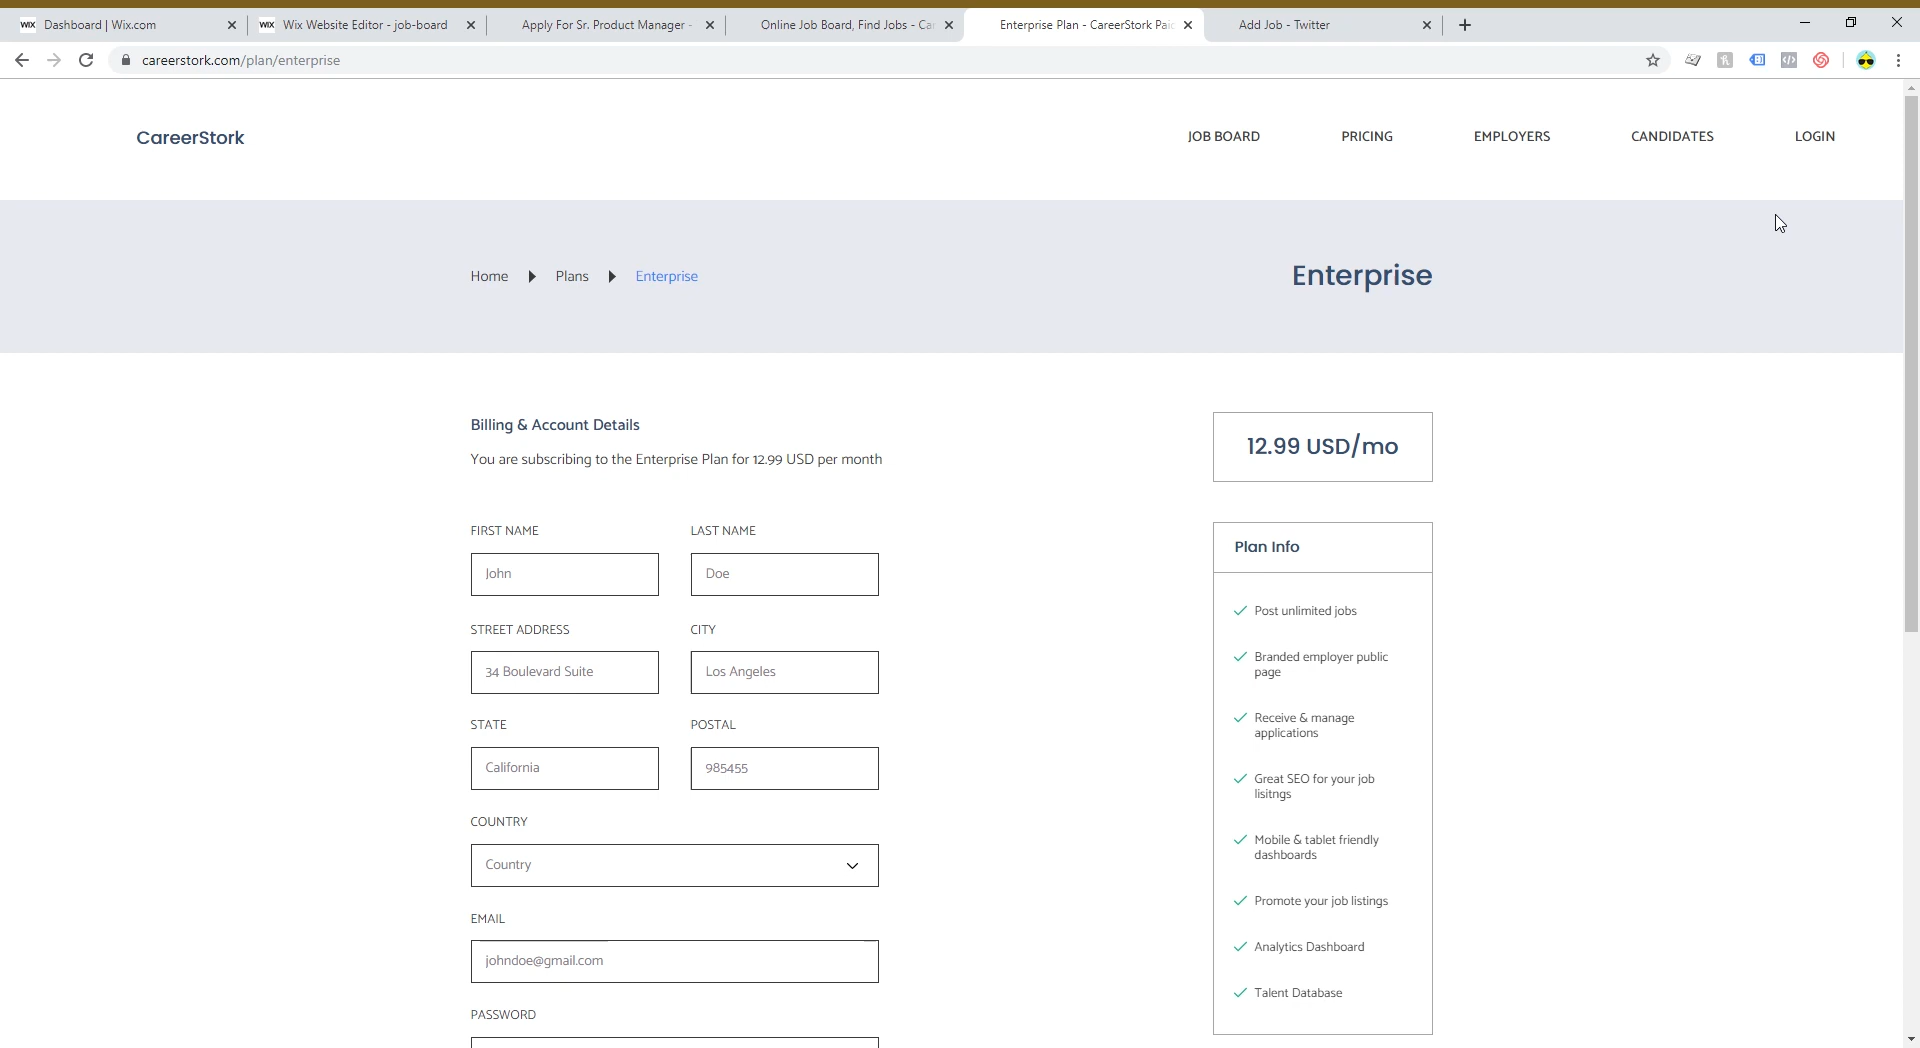 Dashboard | Wix.com
Wix Website Editor - job-board
Apply For Sr. Product Manager -
Online Job Board, Find Jobs - Car
Enterprise Plan - CareerStork Paid
Add Job - Twitter
careerstork.com/plan/enterprise
CareerStork
JOB BOARD
PRICING
EMPLOYERS
CANDIDATES
LOGIN
Home
Plans
Enterprise
Enterprise
Billing & Account Details
You are subscribing to the Enterprise Plan for 12.99 USD per month
12.99 USD/mo
FIRST NAME
LAST NAME
John
Doe
STREET ADDRESS
CITY
34 Boulevard Suite
Los Angeles
STATE
POSTAL
California
985455
COUNTRY
Country
EMAIL
johndoe@gmail.com
PASSWORD
Plan Info
Post unlimited jobs
Branded employer public
page
Receive & manage
applications
Great SEO for your job
lisitngs
Mobile & tablet friendly
dashboards
Promote your job listings
Analytics Dashboard
Talent Database